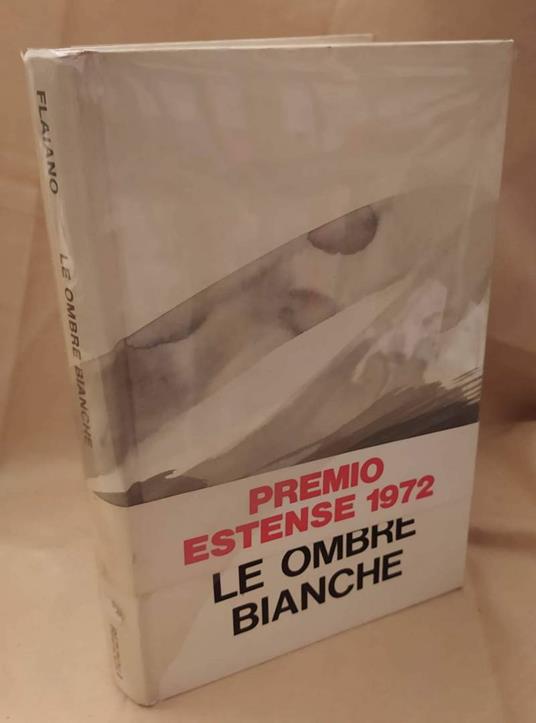 FLAIANO
LE OMBRE BIANCHE
PREMIO
ESTENSE 1972
LE OMBRE
BIANCHE